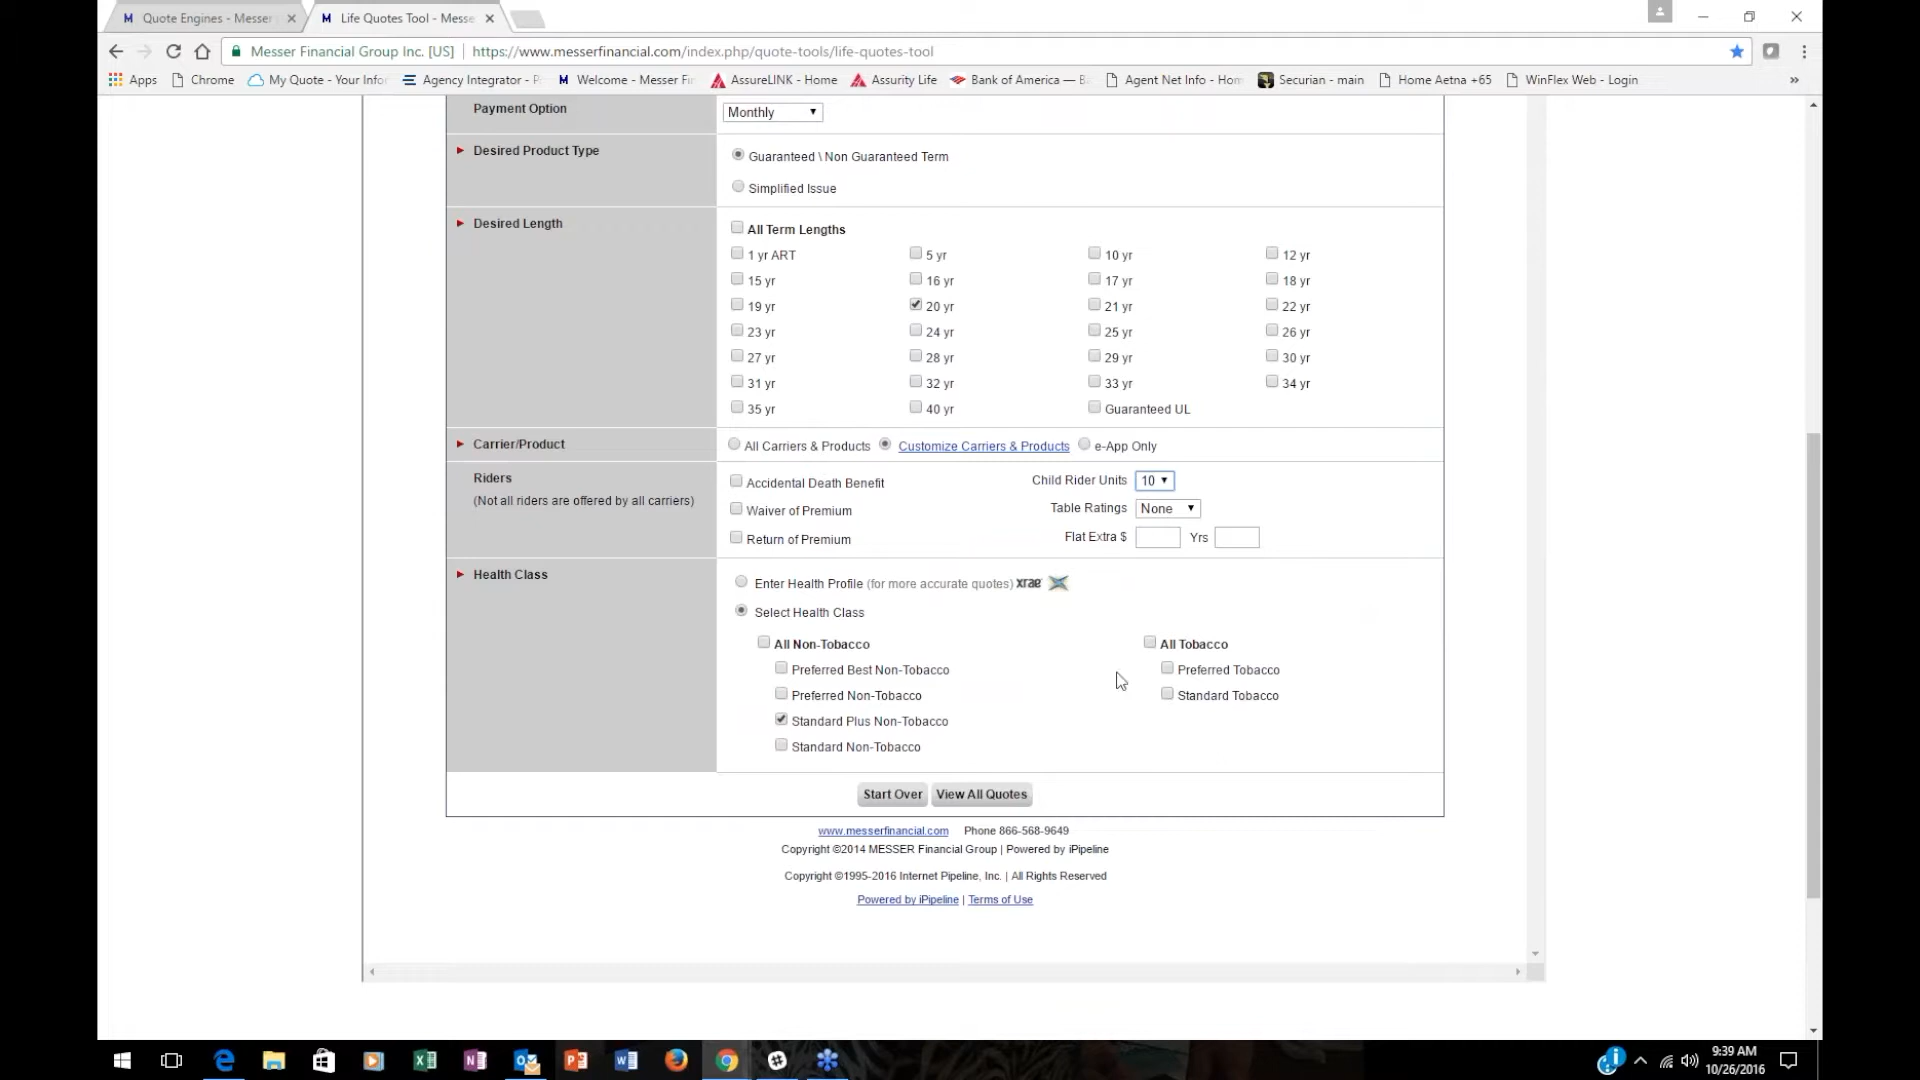 M Quote Engines - Messer
M Life Quotes Tool - Messe
Messer Financial Group Inc. [US] https://www.messerfinancial.com/index.php/quote-tools/life-quotes-tool
Apps Chrome My Quote - Your Infor Agency Integrator - P M Welcome - Messer Fi AssureLINK - Home Assurity Life Bank of America — B Agent Net Info - Hom Securian - main Home Aetna +65 WinFlex Web - Login »
Payment Option Monthly
Desired Product Type Guaranteed \ Non Guaranteed Term
Simplified Issue
Desired Length All Term Lengths
1 yr ART 5 yr 10 yr 12 yr
15 yr 16 yr 17 yr 18 yr
19 yr 20 yr 21 yr 22 yr
23 yr 24 yr 25 yr 26 yr
27 yr 28 yr 29 yr 30 yr
31 yr 32 yr 33 yr 34 yr
35 yr 40 yr Guaranteed UL
Carrier/Product All Carriers & Products Customize Carriers & Products e-App Only
Riders
(Not all riders are offered by all carriers)
Accidental Death Benefit Child Rider Units 10
Waiver of Premium Table Ratings None
Return of Premium Flat Extra $ Yrs
Health Class Enter Health Profile (for more accurate quotes) xrae
Select Health Class
All Non-Tobacco All Tobacco
Preferred Best Non-Tobacco Preferred Tobacco
Preferred Non-Tobacco Standard Tobacco
Standard Plus Non-Tobacco
Standard Non-Tobacco
Start Over View All Quotes
www.messerfinancial.com Phone 866-568-9649
Copyright ©2014 MESSER Financial Group | Powered by iPipeline
Copyright ©1995-2016 Internet Pipeline, Inc. | All Rights Reserved
Powered by iPipeline | Terms of Use
9:39 AM
10/26/2016